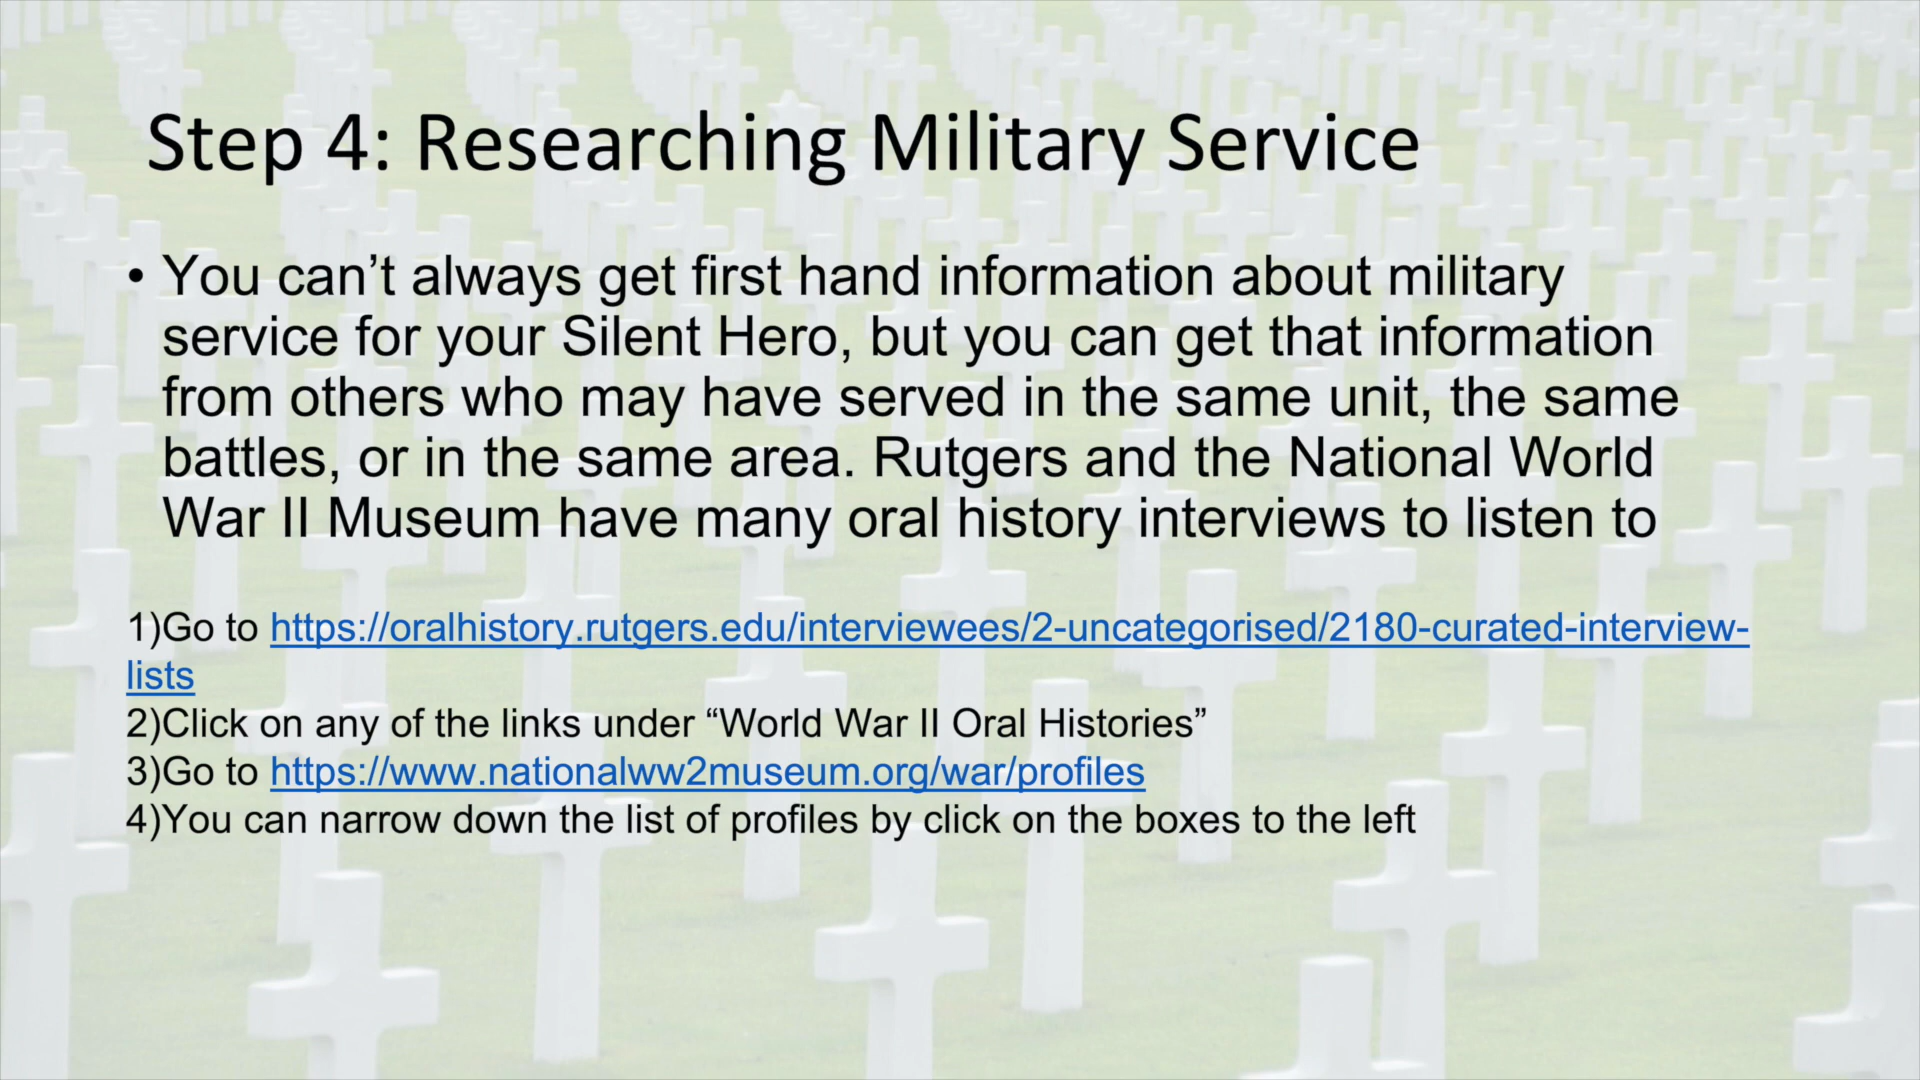 Step 4: Researching Military Service
• You can’t always get first hand information about military
service for your Silent Hero, but you can get that information
from others who may have served in the same unit, the same
battles, or in the same area. Rutgers and the National World
War II Museum have many oral history interviews to listen to
1)Go to https://oralhistory.rutgers.edu/interviewees/2-uncategorised/2180-curated-interview-
lists
2)Click on any of the links under “World War II Oral Histories”
3)Go to https://www.nationalww2museum.org/war/profiles
4)You can narrow down the list of profiles by click on the boxes to the left